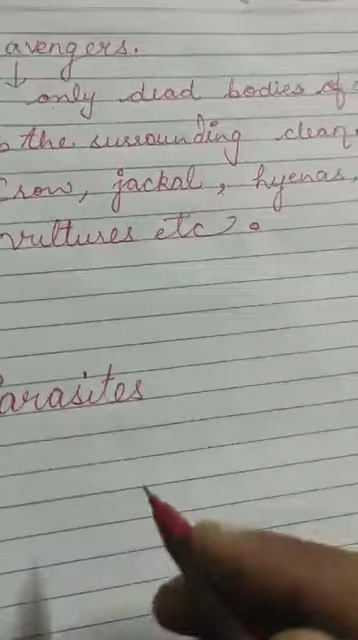 avengers.
↓
only dead bodies of
the surrounding clean.
Crow, jackal, hyenas,
vultures etc).
arasites